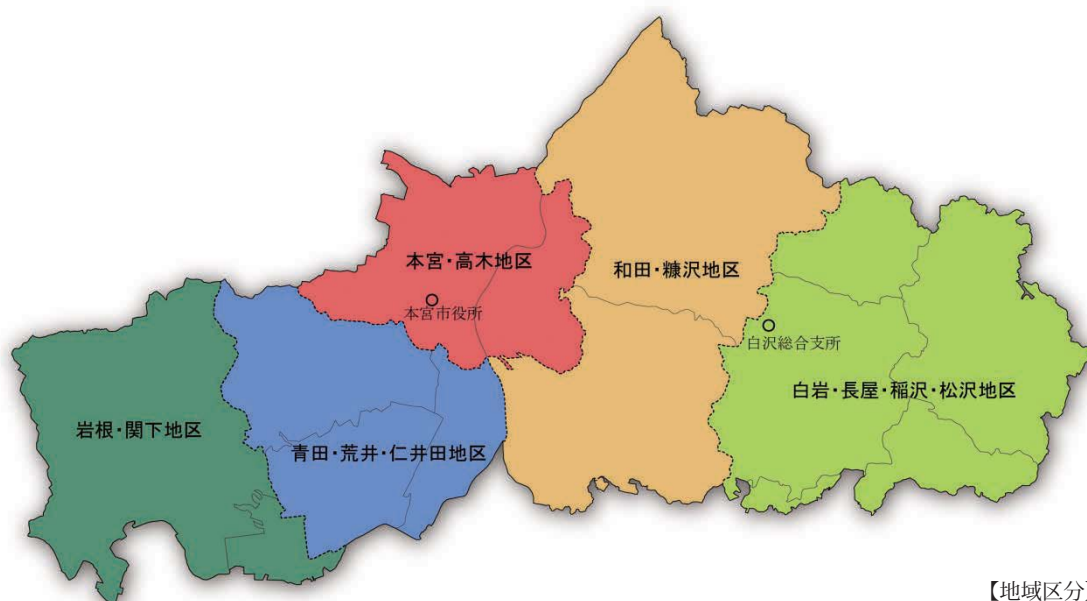 本宮・高木地区
本宮市役所
和田・糠沢地区
白沢総合支所
白岩・長屋・稲沢・松沢地区
岩根・関下地区
青田・荒井・仁井田地区
【地域区分】